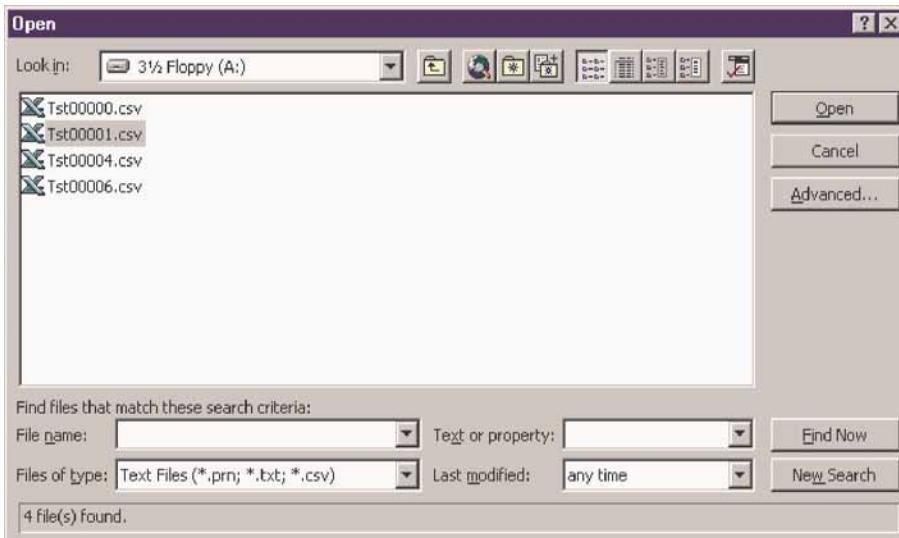 Open
Look in: 3½ Floppy (A:)
Tst00000.csv
Tst00001.csv
Tst00004.csv
Tst00006.csv
Open
Cancel
Advanced...
Find files that match these search criteria:
File name: Text or property: Find Now
Files of type: Text Files (*.prn; *.txt; *.csv) Last modified: any time New Search
4 file(s) found.